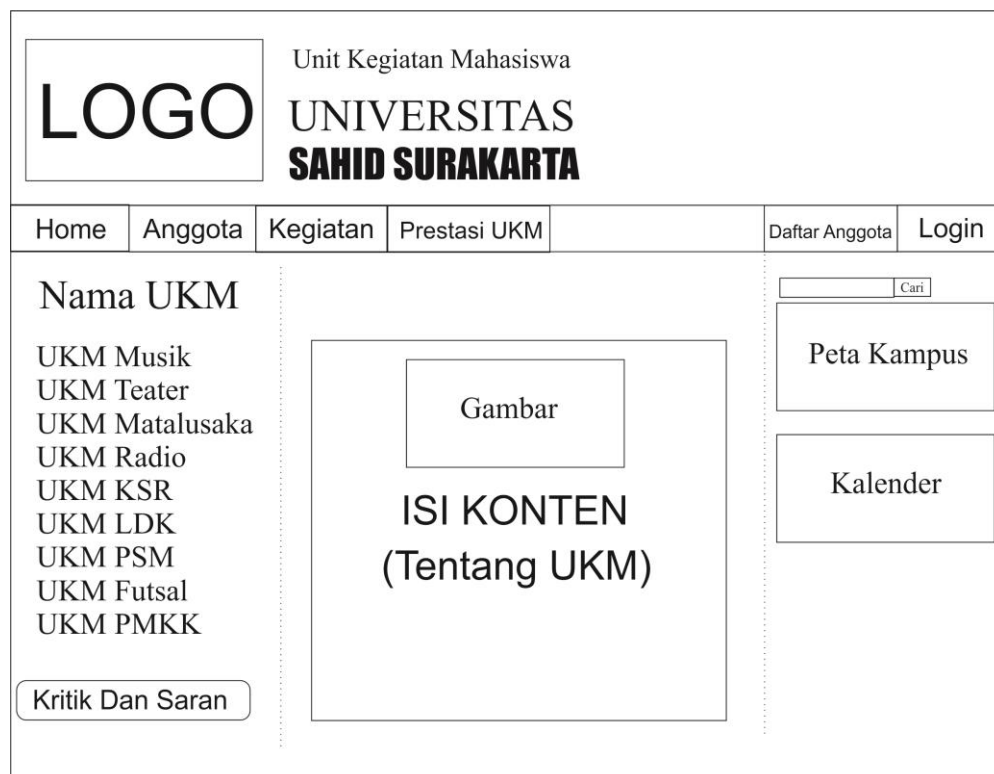 LOGO
Unit Kegiatan Mahasiswa
UNIVERSITAS
SAHID SURAKARTA
Home
Anggota
Kegiatan
Prestasi UKM
Daftar Anggota
Login
Nama UKM
UKM Musik
UKM Teater
UKM Matalusaka
UKM Radio
UKM KSR
UKM LDK
UKM PSM
UKM Futsal
UKM PMKK
Kritik Dan Saran
Gambar
ISI KONTEN
(Tentang UKM)
Cari
Peta Kampus
Kalender